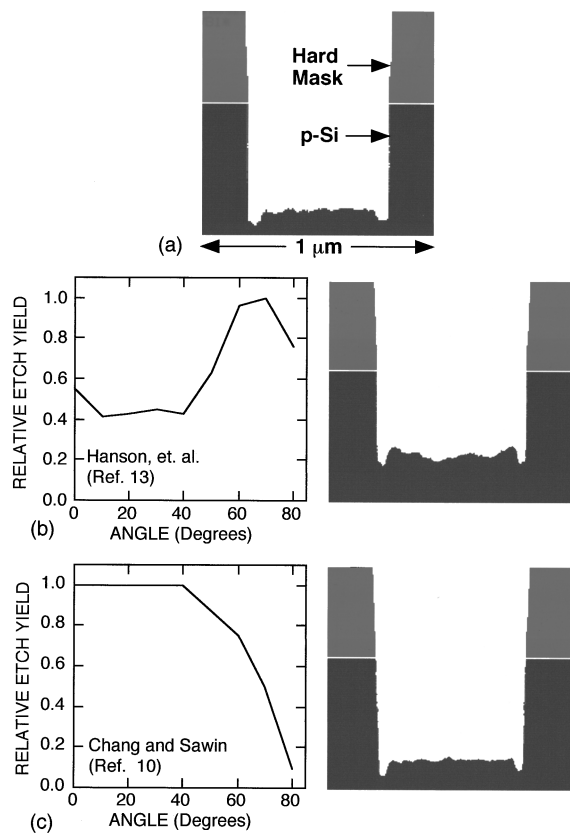 Hard
Mask
p-Si
(a)
1 μm
RELATIVE ETCH YIELD
1.0
0.8
0.6
0.4
0.2
0.0
Hanson, et. al.
(Ref. 13)
0 20 40 60 80
ANGLE (Degrees)
(b)
RELATIVE ETCH YIELD
1.0
0.8
0.6
0.4
0.2
0.0
Chang and Sawin
(Ref. 10)
0 20 40 60 80
ANGLE (Degrees)
(c)